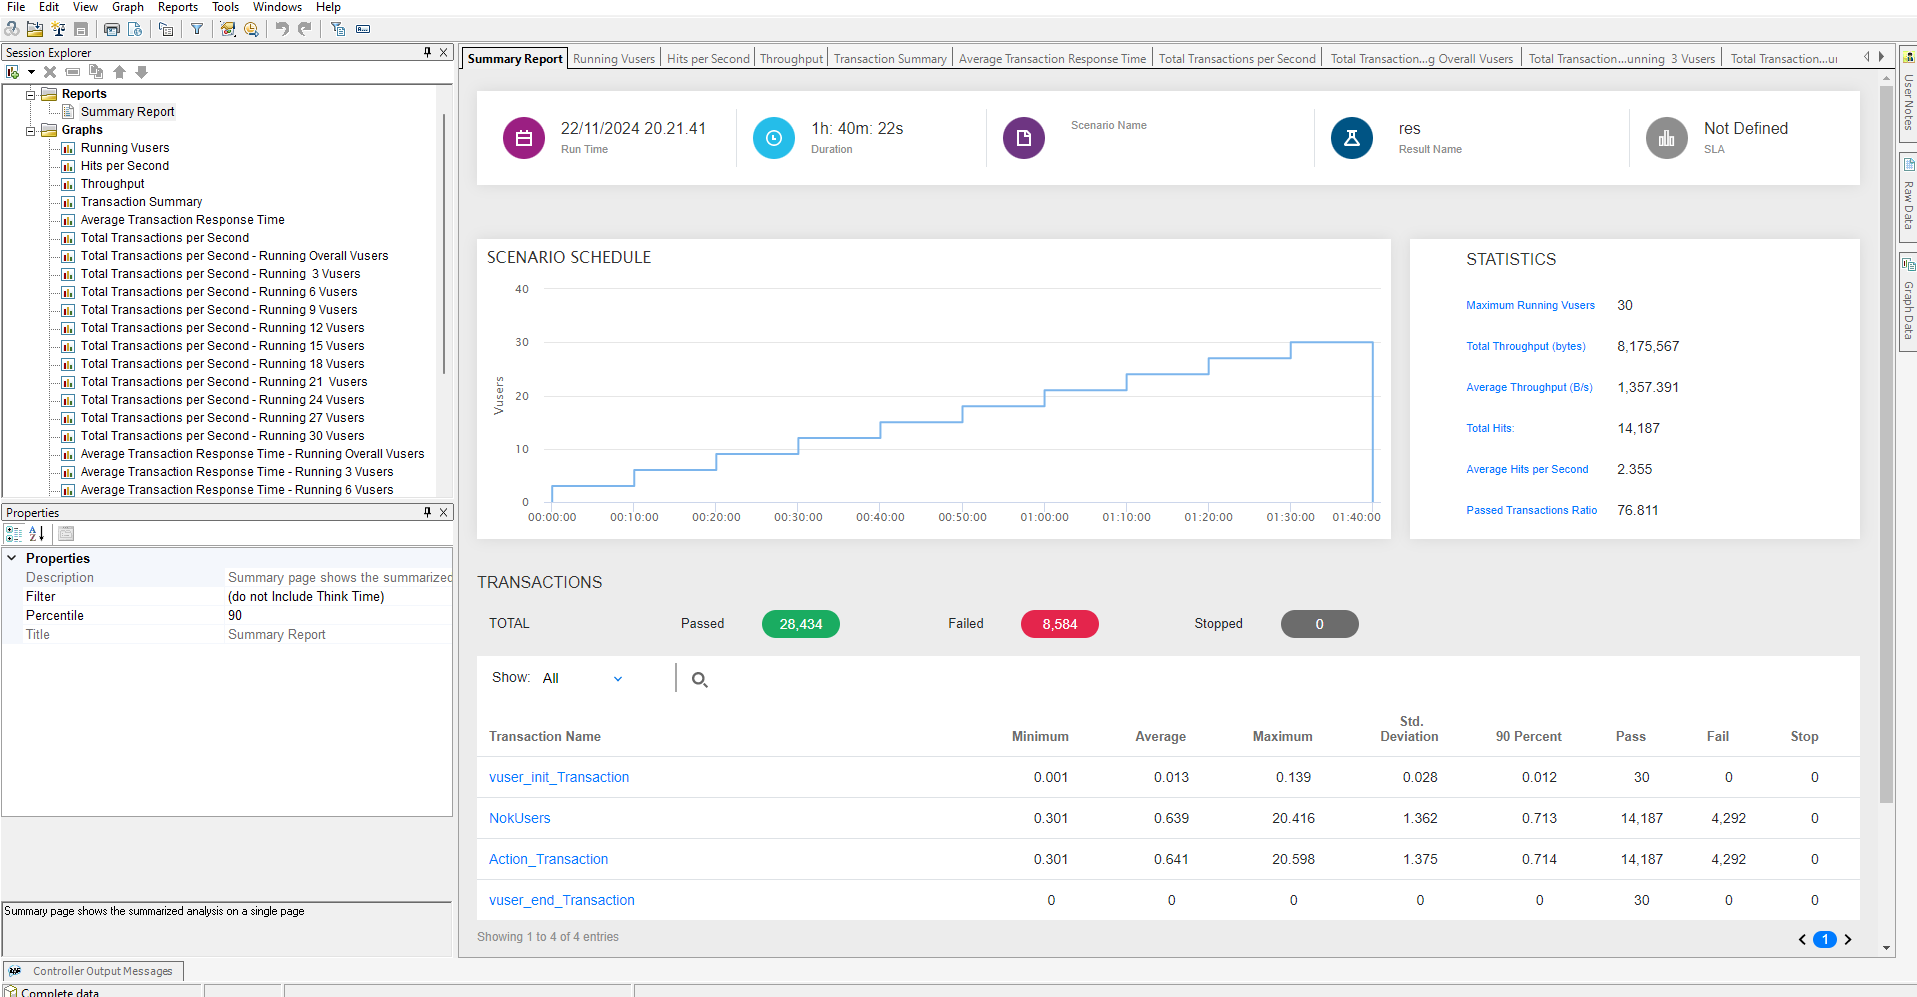 File Edit View Graph Reports Tools Windows Help
Session Explorer
Reports
Summary Report
Graphs
Running Vusers
Hits per Second
Throughput
Transaction Summary
Average Transaction Response Time
Total Transactions per Second
Total Transactions per Second - Running Overall Vusers
Total Transactions per Second - Running  3 Vusers
Total Transactions per Second - Running 6 Vusers
Total Transactions per Second - Running 9 Vusers
Total Transactions per Second - Running 12 Vusers
Total Transactions per Second - Running 15 Vusers
Total Transactions per Second - Running 18 Vusers
Total Transactions per Second - Running 21  Vusers
Total Transactions per Second - Running 24 Vusers
Total Transactions per Second - Running 27 Vusers
Total Transactions per Second - Running 30 Vusers
Average Transaction Response Time - Running Overall Vusers
Average Transaction Response Time - Running 3 Vusers
Average Transaction Response Time - Running 6 Vusers
Properties
Properties
Description Summary page shows the summarized
Filter (do not Include Think Time)
Percentile 90
Title Summary Report
Summary page shows the summarized analysis on a single page
Controller Output Messages
Complete data
Summary Report Running Vusers Hits per Second Throughput Transaction Summary Average Transaction Response Time Total Transactions per Second Total Transaction...g Overall Vusers Total Transaction...unning  3 Vusers Total Transaction...ur
22/11/2024 20.21.41
Run Time
1h: 40m: 22s
Duration
Scenario Name
res
Result Name
Not Defined
SLA
SCENARIO SCHEDULE
40
30
20
10
0
Vusers
00:00:00 00:10:00 00:20:00 00:30:00 00:40:00 00:50:00 01:00:00 01:10:00 01:20:00 01:30:00 01:40:00
STATISTICS
Maximum Running Vusers 30
Total Throughput (bytes) 8,175,567
Average Throughput (B/s) 1,357.391
Total Hits: 14,187
Average Hits per Second 2.355
Passed Transactions Ratio 76.811
TRANSACTIONS
TOTAL Passed 28,434 Failed 8,584 Stopped 0
Show: All
Transaction Name Minimum Average Maximum Std. Deviation 90 Percent Pass Fail Stop
vuser_init_Transaction 0.001 0.013 0.139 0.028 0.012 30 0 0
NokUsers 0.301 0.639 20.416 1.362 0.713 14,187 4,292 0
Action_Transaction 0.301 0.641 20.598 1.375 0.714 14,187 4,292 0
vuser_end_Transaction 0 0 0 0 0 30 0 0
Showing 1 to 4 of 4 entries
1
User Notes
Raw Data
Graph Data